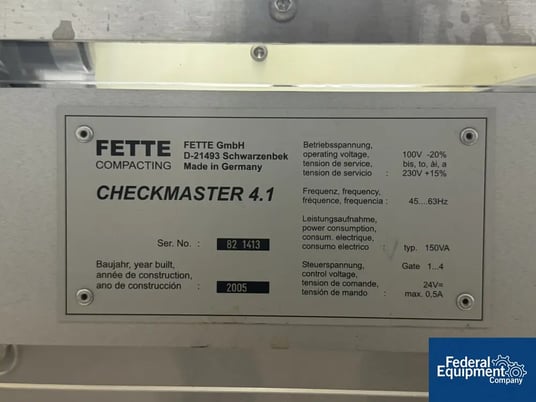 FETTE
COMPACTING
FETTE GmbH
D-21493 Schwarzenbek
Made in Germany
CHECKMASTER 4.1
Ser. No. : 82 1413
Baujahr, year built,
année de construction,
ano de construcción : 2005
Betriebsspannung,
operating voltage, 100V -20%
tension de service, bis, to, à!, a
tensión de servicio : 230V +15%
Frequenz, frequency,
fréquence, frequencia : 45....63Hz
Leistungsaufnahme,
power consumption,
consum. electrique,
consumo electrico : typ. 150VA
Steuerspannung, Gate 1...4
control voltage,
tension de comande, 24V=
tensión de mando : max. 0,5A
Federal
Equipment
Company